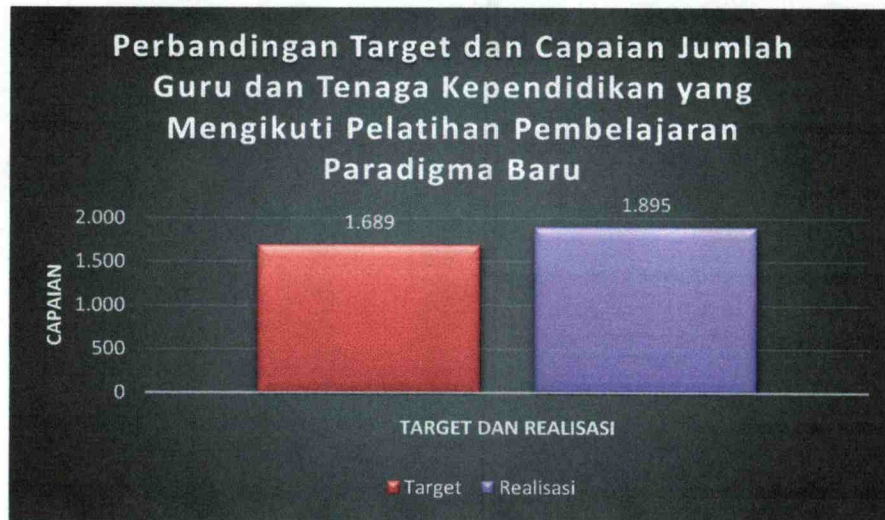 Perbandingan Target dan Capaian Jumlah
Guru dan Tenaga Kependidikan yang
Mengikuti Pelatihan Pembelajaran
Paradigma Baru
2.000
1.500
1.000
500
0
CAPAIAN
1.689
1.895
TARGET DAN REALISASI
Target
Realisasi